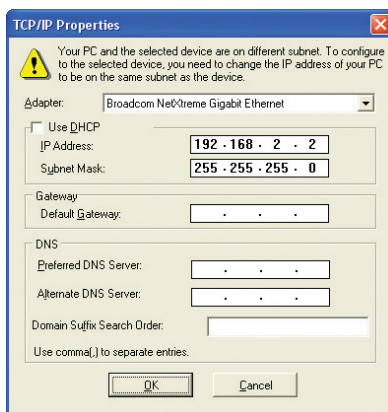 TCP/IP Properties
Your PC and the selected device are on different subnet. To configure
to the selected device, you need to change the IP address of your PC
to be on the same subnet as the device.
Adapter: Broadcom NetXtreme Gigabit Ethernet
Use DHCP
IP Address: 192 . 168 . 2 . 2
Subnet Mask: 255 . 255 . 255 . 0
Gateway
Default Gateway: . . .
DNS
Preferred DNS Server: . . .
Alternate DNS Server: . . .
Domain Suffix Search Order:
Use comma(,) to separate entries.
OK Cancel